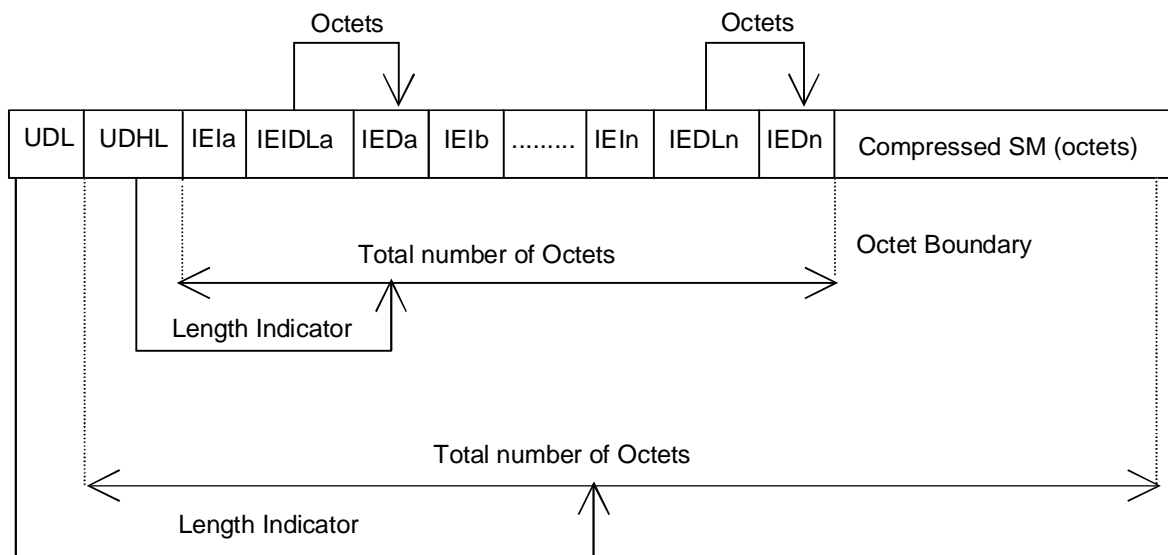 Octets Octets
UDL UDHL IEIa IEIDLa IEDa IEIb ......... IEIn IEDLn IEDn Compressed SM (octets)
Total number of Octets Octet Boundary
Length Indicator
Total number of Octets
Length Indicator